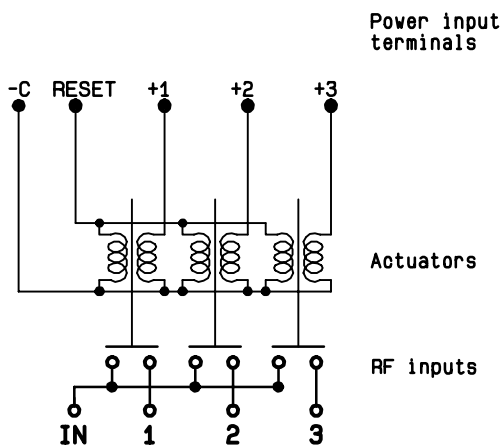 Power input
terminals
-C RESET +1 +2 +3
Actuators
RF inputs
IN 1 2 3